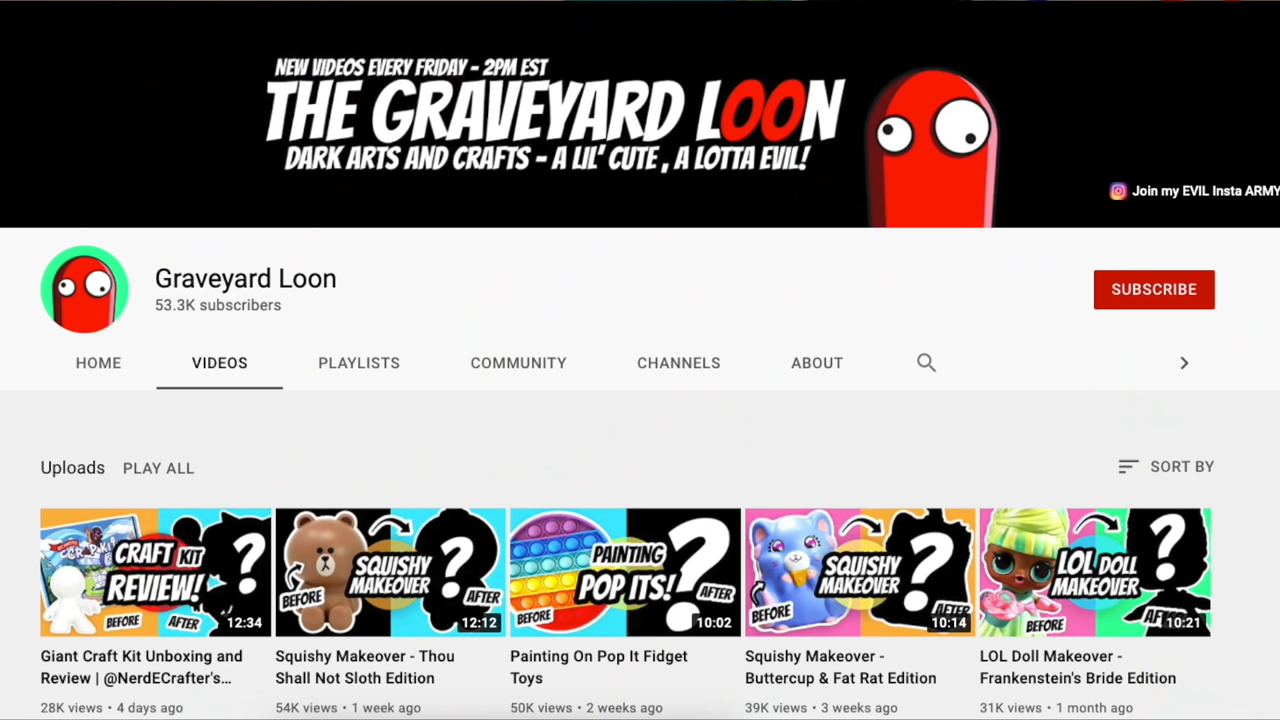 NEW VIDEOS EVERY FRIDAY - 2PM EST
THE GRAVEYARD LOON
DARK ARTS AND CRAFTS - A LIL' CUTE, A LOTTA EVIL!
Join my EVIL Insta ARMY
Graveyard Loon
53.3K subscribers
SUBSCRIBE
HOME VIDEOS PLAYLISTS COMMUNITY CHANNELS ABOUT
Uploads PLAY ALL SORT BY
CRAFT KIT
REVIEW!
?
BEFORE
AFTER
12:34
SQUISHY
MAKEOVER
?
BEFORE
AFTER
12:12
PAINTING
POP ITS!
?
BEFORE
AFTER
10:02
SQUISHY
MAKEOVER
?
BEFORE
AFTER
10:14
LOL DOLL
MAKEOVER
?
BEFORE
10:21
Giant Craft Kit Unboxing and
Review | @NerdECrafter's...
28K views • 4 days ago
Squishy Makeover - Thou
Shall Not Sloth Edition
54K views • 1 week ago
Painting On Pop It Fidget
Toys
50K views • 2 weeks ago
Squishy Makeover -
Buttercup & Fat Rat Edition
39K views • 3 weeks ago
LOL Doll Makeover -
Frankenstein's Bride Edition
31K views • 1 month ago